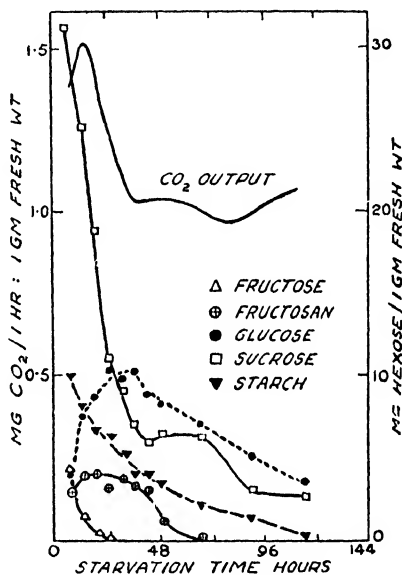 1.5
1.0
0.5
0
MG CO₂/1 HR: 1 GM FRESH WT
CO₂ OUTPUT
△ FRUCTOSE
⊕ FRUCTOSAN
● GLUCOSE
□ SUCROSE
▼ STARCH
30
20
10
0
MG HEXOSE/1 GM FRESH WT
0 48 96 144
STARVATION TIME HOURS